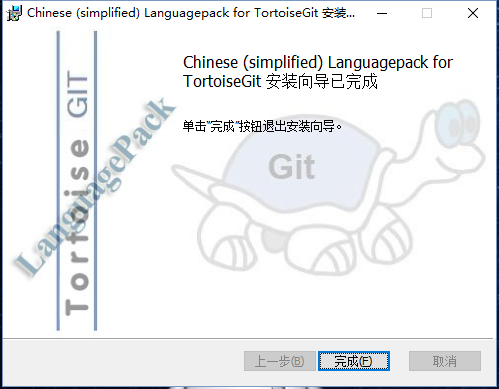 Chinese (simplified) Languagepack for TortoiseGit 安装...
Chinese (simplified) Languagepack for
TortoiseGit 安装向导已完成
单击"完成"按钮退出安装向导。
Tortoise GIT
LanguagePack
Git
上一步(B)
完成(F)
取消